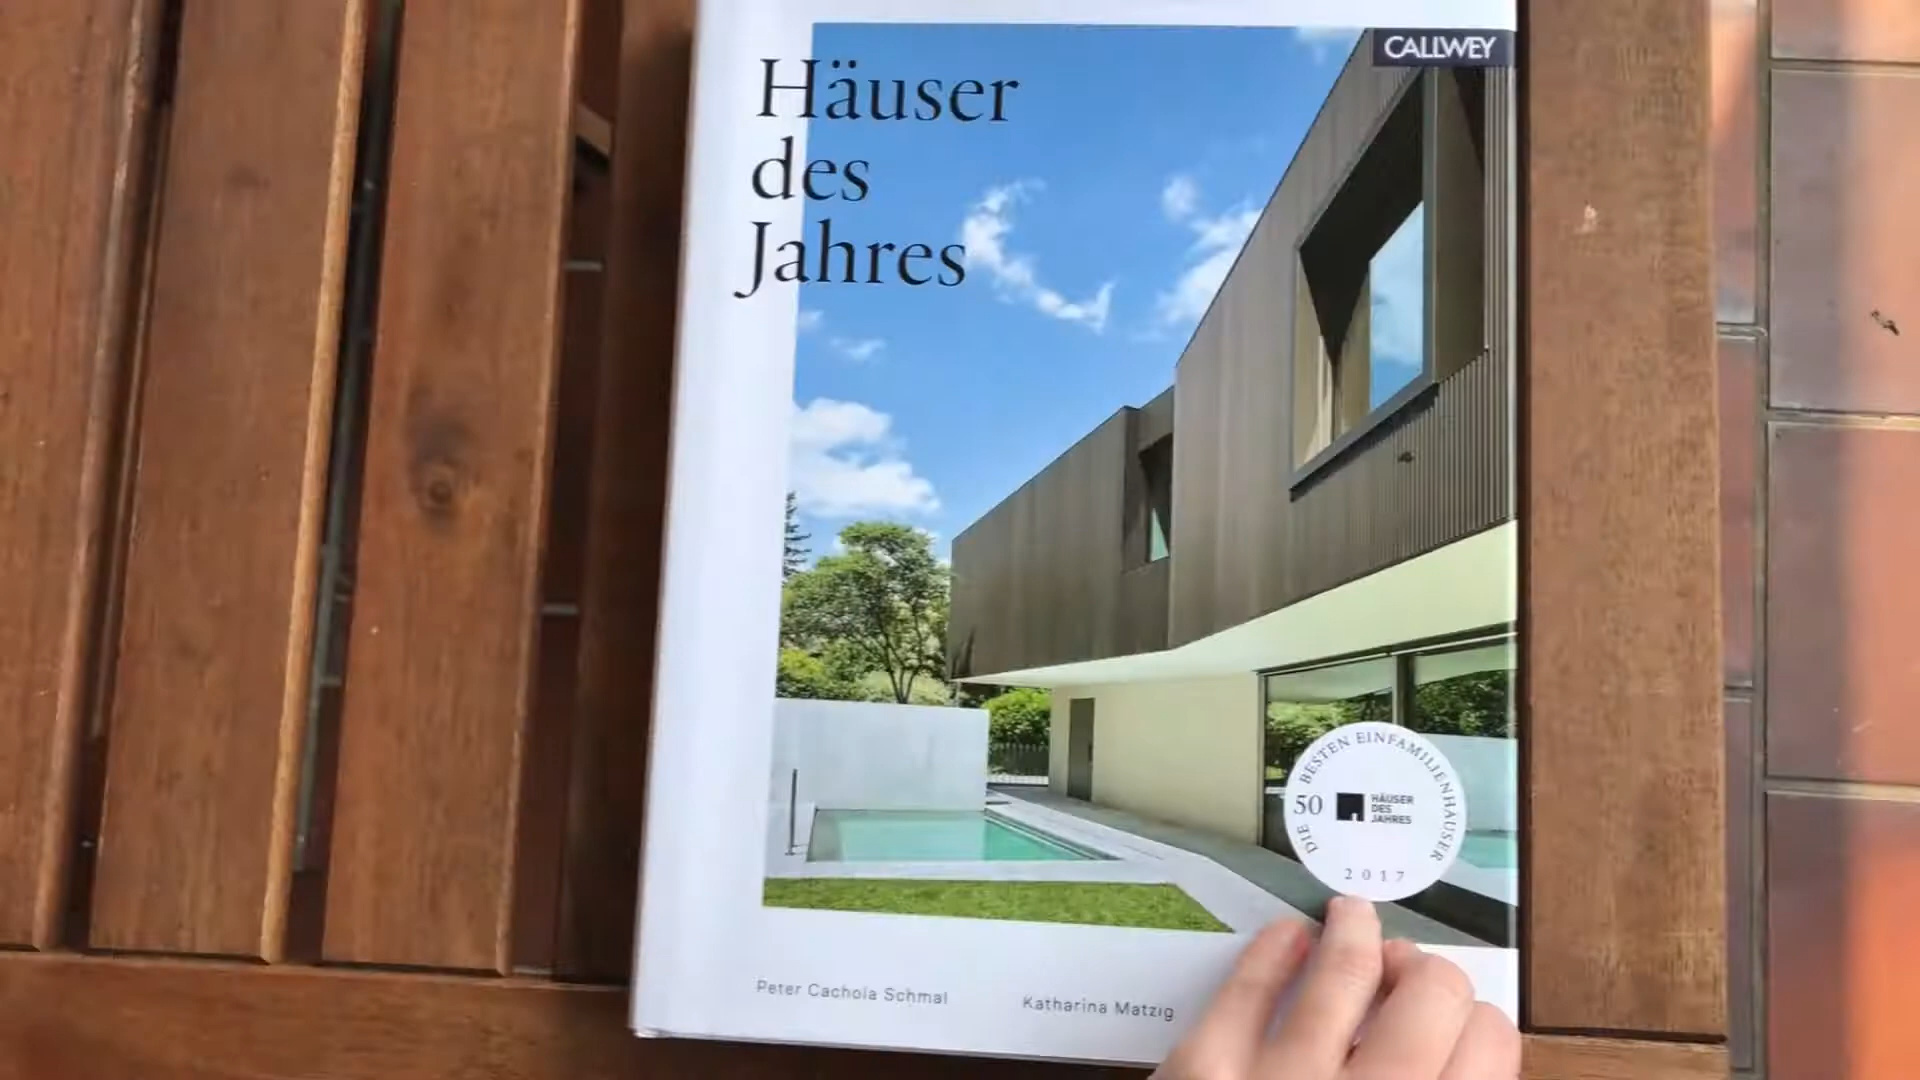 CALLWEY
Häuser
des
Jahres
DIE 50 BESTEN EINFAMILIENHÄUSER
HÄUSER
DES
JAHRES
2017
Peter Cachola Schmal Katharina Matzig